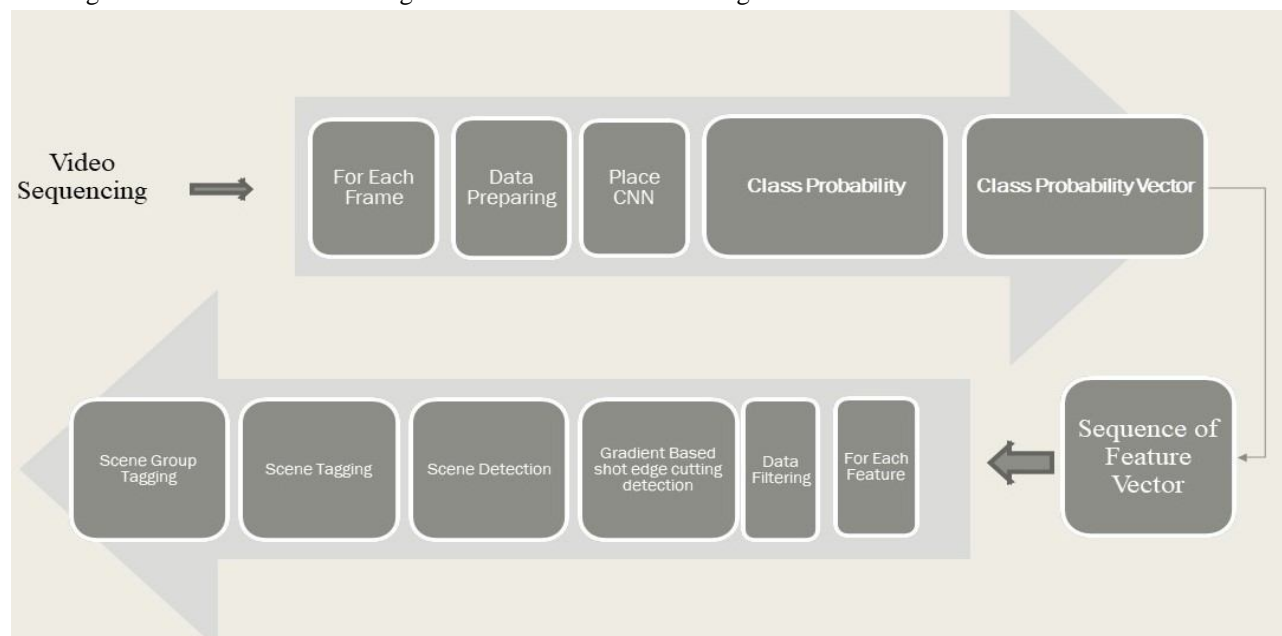 Video
Sequencing
For Each
Frame
Data
Preparing
Place
CNN
Class Probability
Class Probability Vector
Sequence of
Feature
Vector
For Each
Feature
Data
Filtering
Gradient Based
shot edge cutting
detection
Scene Detection
Scene Tagging
Scene Group
Tagging